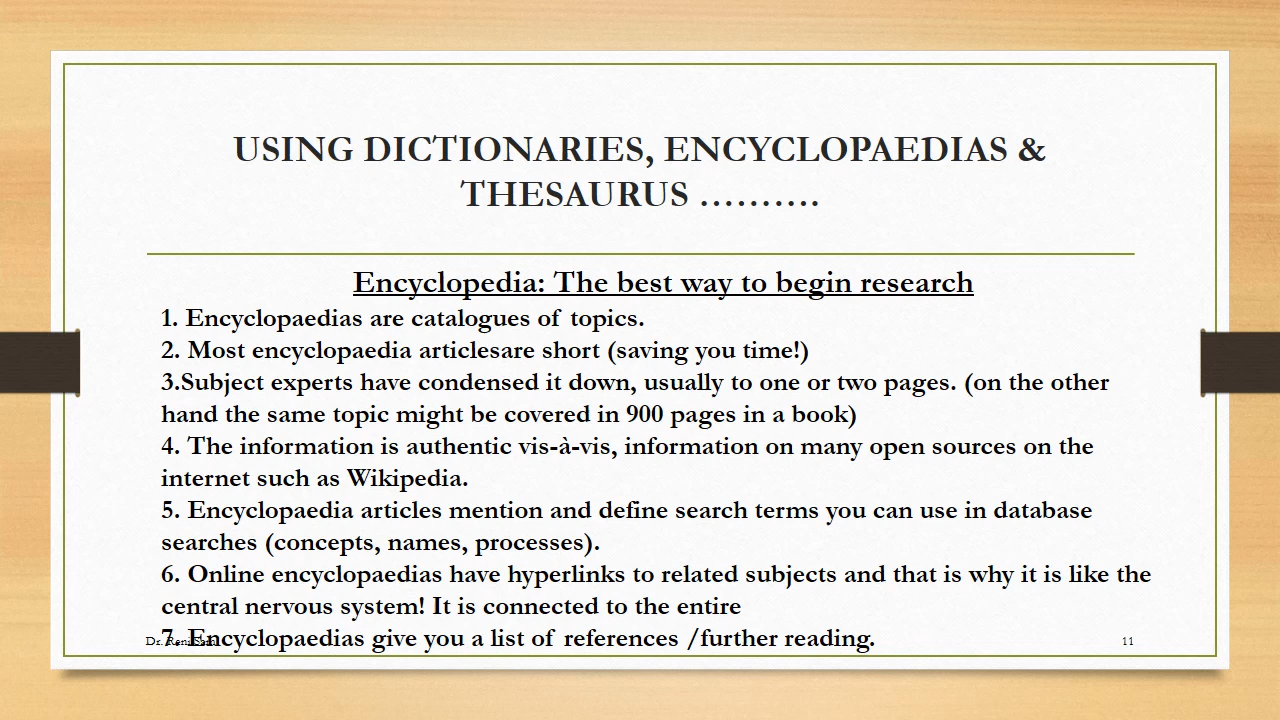 USING DICTIONARIES, ENCYCLOPAEDIAS &
THESAURUS ..........
Encyclopedia: The best way to begin research
1. Encyclopaedias are catalogues of topics.
2. Most encyclopaedia articlesare short (saving you time!)
3.Subject experts have condensed it down, usually to one or two pages. (on the other
hand the same topic might be covered in 900 pages in a book)
4. The information is authentic vis-à-vis, information on many open sources on the
internet such as Wikipedia.
5. Encyclopaedia articles mention and define search terms you can use in database
searches (concepts, names, processes).
6. Online encyclopaedias have hyperlinks to related subjects and that is why it is like the
central nervous system! It is connected to the entire
7. Encyclopaedias give you a list of references /further reading.
Dr.
11